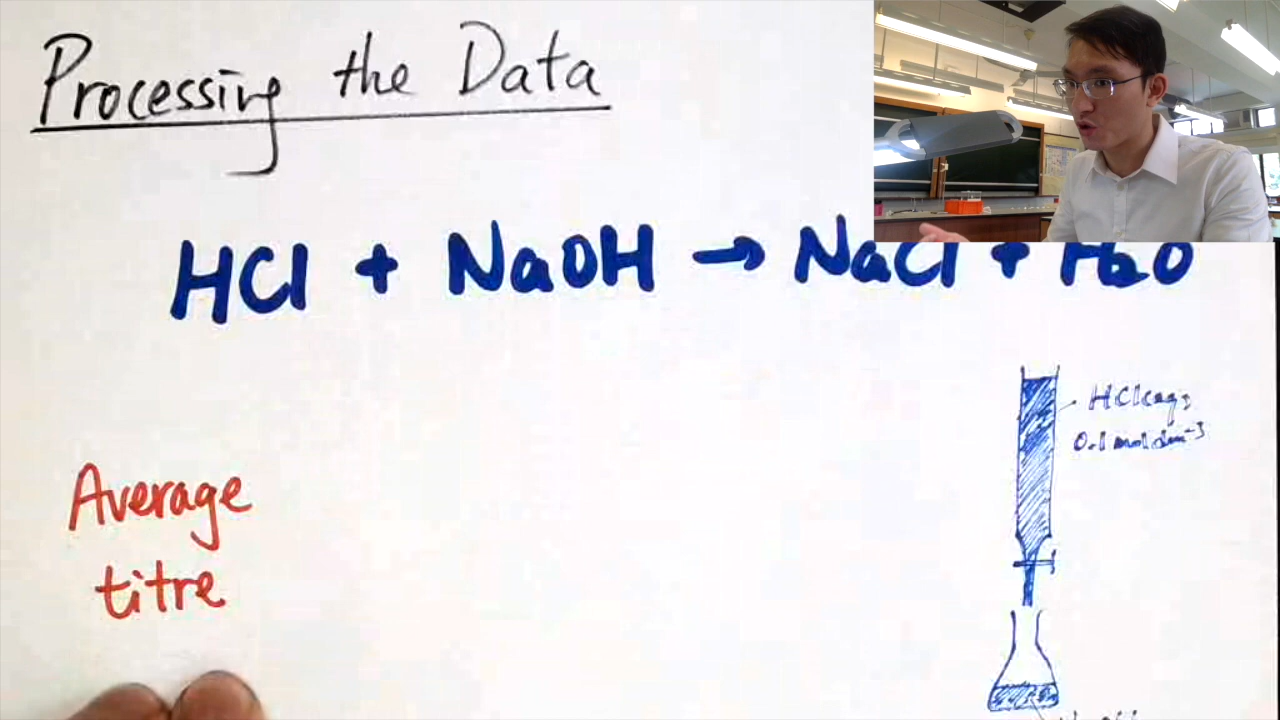 Processing the Data
HCl + NaOH → NaCl + H₂O
HCl(aq)
0.1 mol dm⁻³
Average
titre